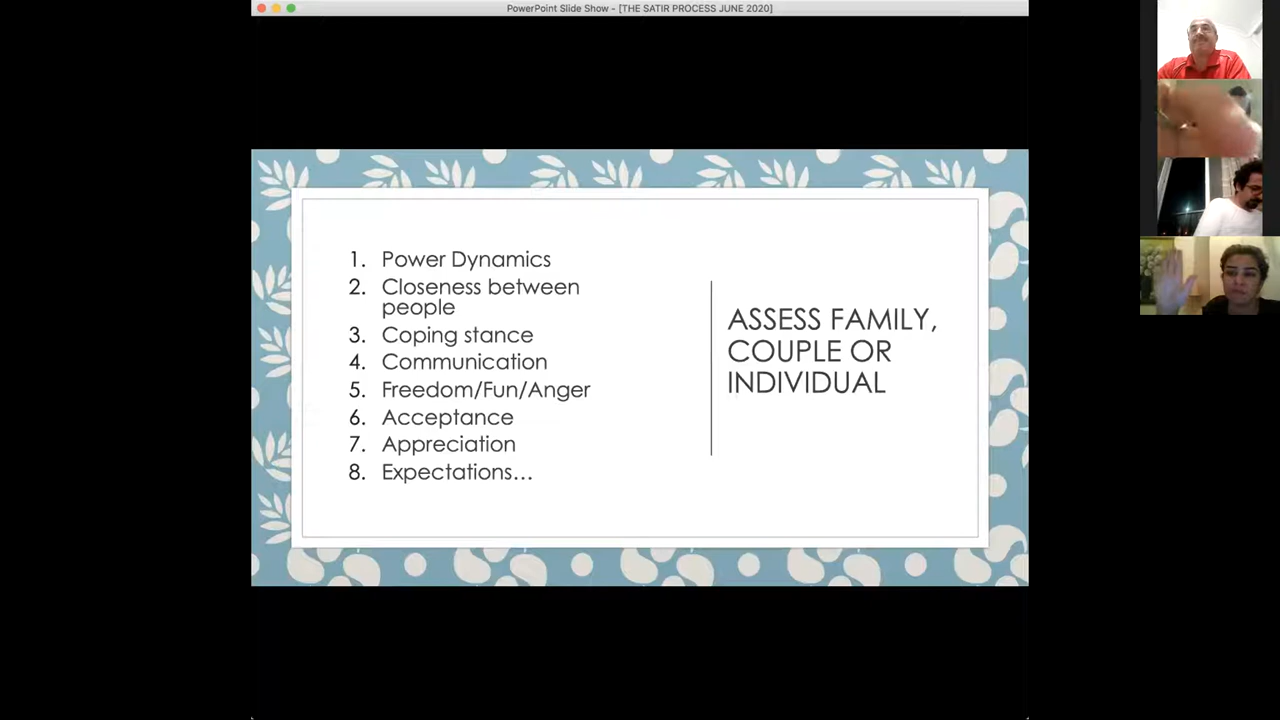 PowerPoint Slide Show - [THE SATIR PROCESS JUNE 2020]
1. Power Dynamics
2. Closeness between
people
3. Coping stance
4. Communication
5. Freedom/Fun/Anger
6. Acceptance
7. Appreciation
8. Expectations…
ASSESS FAMILY,
COUPLE OR
INDIVIDUAL